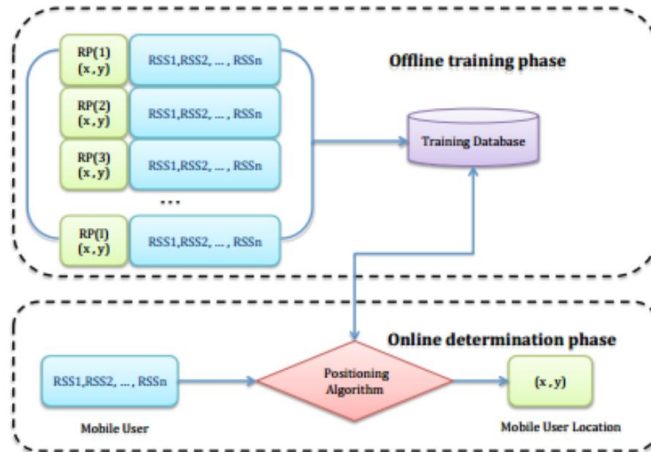 Offline training phase
RP(1)
(x , y)
RSS1,RSS2, ... , RSSn
RP(2)
(x , y)
RSS1,RSS2, ... , RSSn
RP(3)
(x , y)
RSS1,RSS2, ... , RSSn
...
RP(l)
(x , y)
RSS1,RSS2, ... , RSSn
Training Database
Online determination phase
RSS1,RSS2, ... , RSSn
Mobile User
Positioning
Algorithm
(x , y)
Mobile User Location